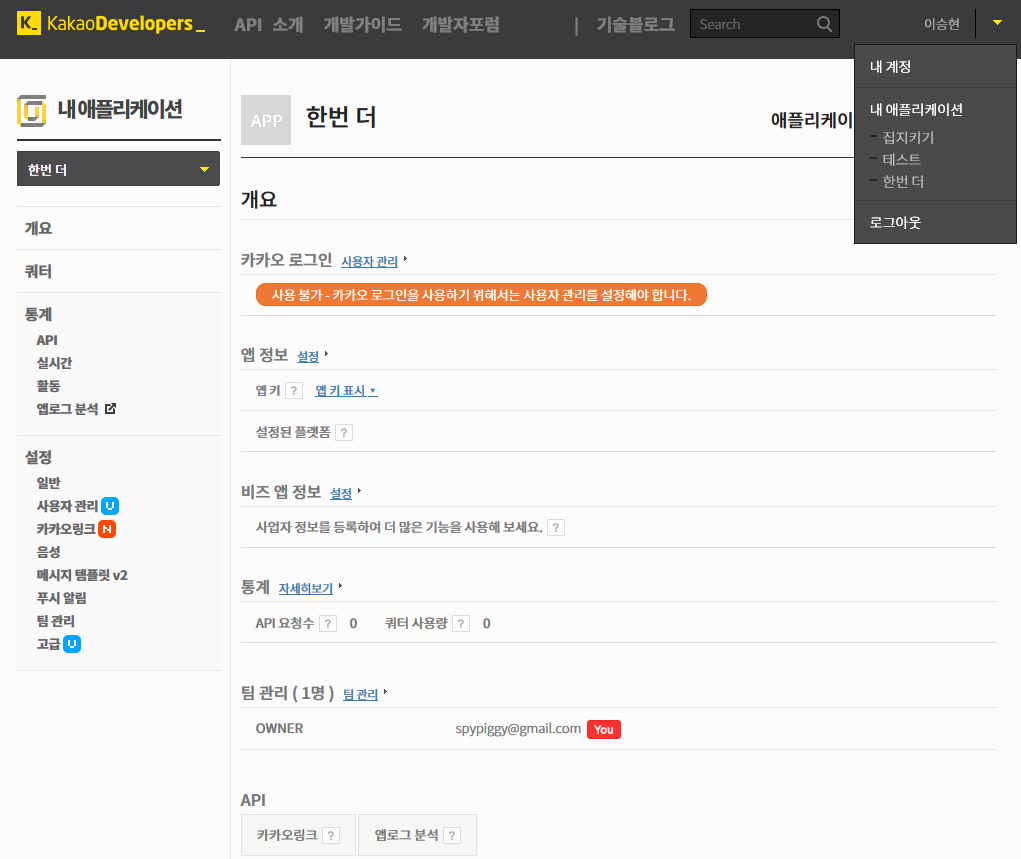 K_ KakaoDevelopers_ API 소개 개발가이드 개발자포럼 | 기술블로그 Search 이승현
내 계정
내 애플리케이션
- 집지키기
- 테스트
- 한번 더
로그아웃
내 애플리케이션
한번 더
개요
쿼터
통계
API
실시간
활동
앱로그 분석
설정
일반
사용자 관리 U
카카오링크 N
음성
메시지 템플릿 v2
푸시 알림
팀 관리
고급 U
APP 한번 더 애플리케이
개요
카카오 로그인 사용자 관리
사용 불가 - 카카오 로그인을 사용하기 위해서는 사용자 관리를 설정해야 합니다.
앱 정보 설정
앱 키 ? 앱 키 표시
설정된 플랫폼 ?
비즈 앱 정보 설정
사업자 정보를 등록하여 더 많은 기능을 사용해 보세요. ?
통계 자세히보기
API 요청수 ? 0 쿼터 사용량 ? 0
팀 관리 ( 1명 ) 팀 관리
OWNER spypiggy@gmail.com You
API
카카오링크 ? 앱로그 분석 ?